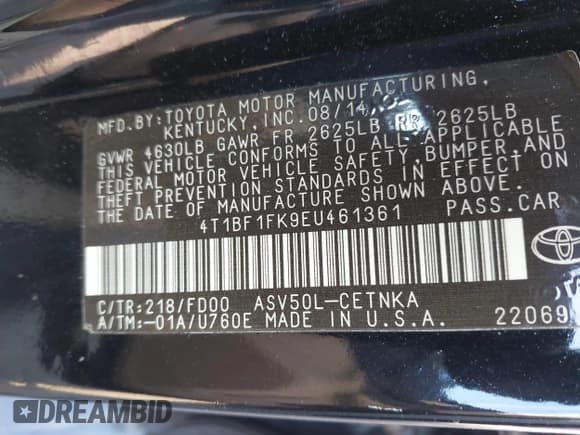 MFD.BY:TOYOTA MOTOR MANUFACTURING,
KENTUCKY, INC. 08/14
GVWR 4630LB GAWR FR 2625LB RR 2625LB
THIS VEHICLE CONFORMS TO ALL APPLICABLE
FEDERAL MOTOR VEHICLE SAFETY, BUMPER, AND
THEFT PREVENTION STANDARDS IN EFFECT ON
THE DATE OF MANUFACTURE SHOWN ABOVE.
4T1BF1FK9EU461361 PASS.CAR
C/TR:218/FD00 ASV50L-CETNKA
A/TM:-01A/U760E MADE IN U.S.A.
22069
DREAMBID